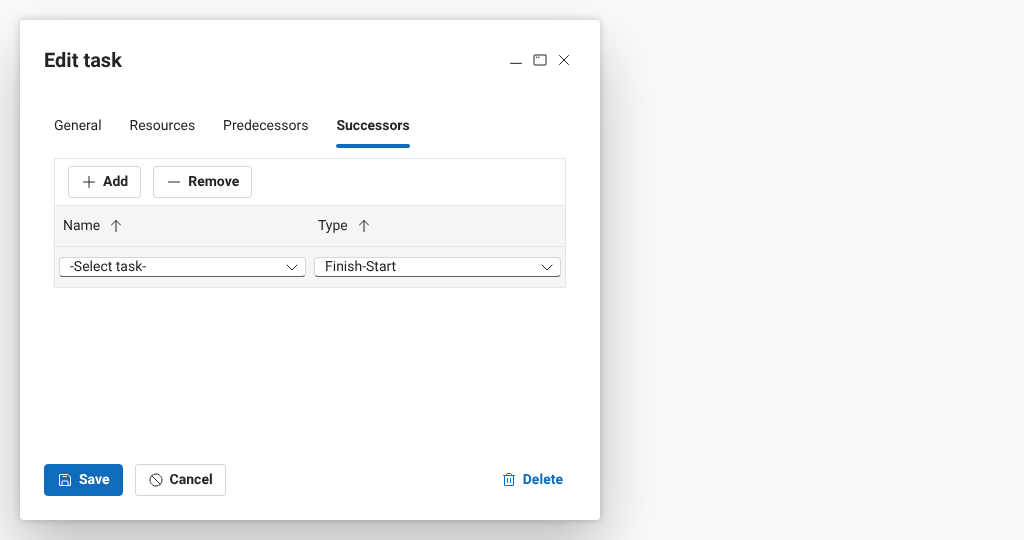 Edit task
General Resources Predecessors Successors
Add Remove
Name Type
-Select task- Finish-Start
Save Cancel Delete